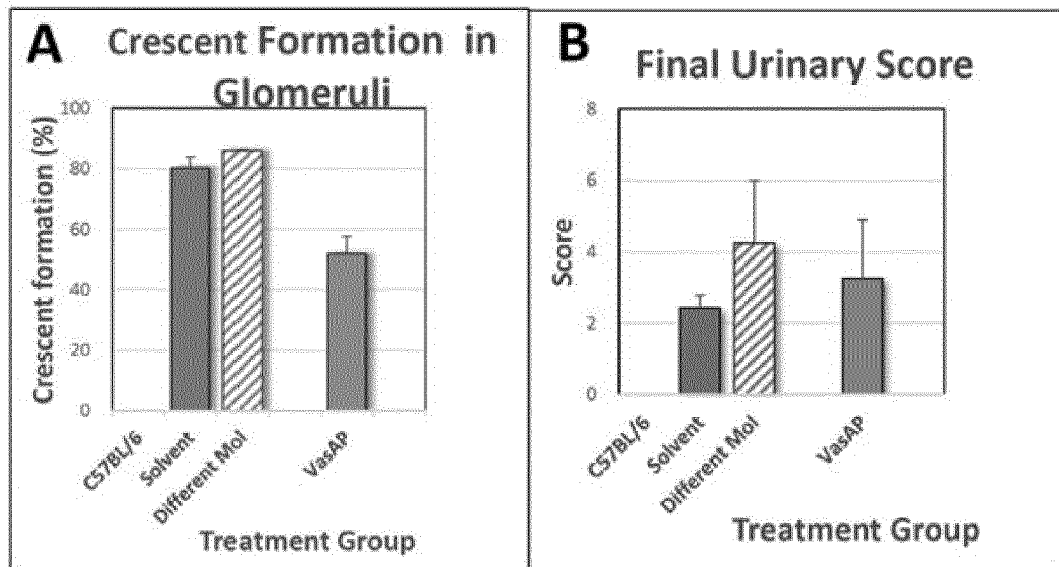 A
Crescent Formation in
Glomeruli
Crescent formation (%)
100
80
60
40
20
0
C57BL/6
Solvent
Different Mol
VasAP
Treatment Group
B
Final Urinary Score
Score
8
6
4
2
0
C57BL/6
Solvent
Different Mol
VasAP
Treatment Group